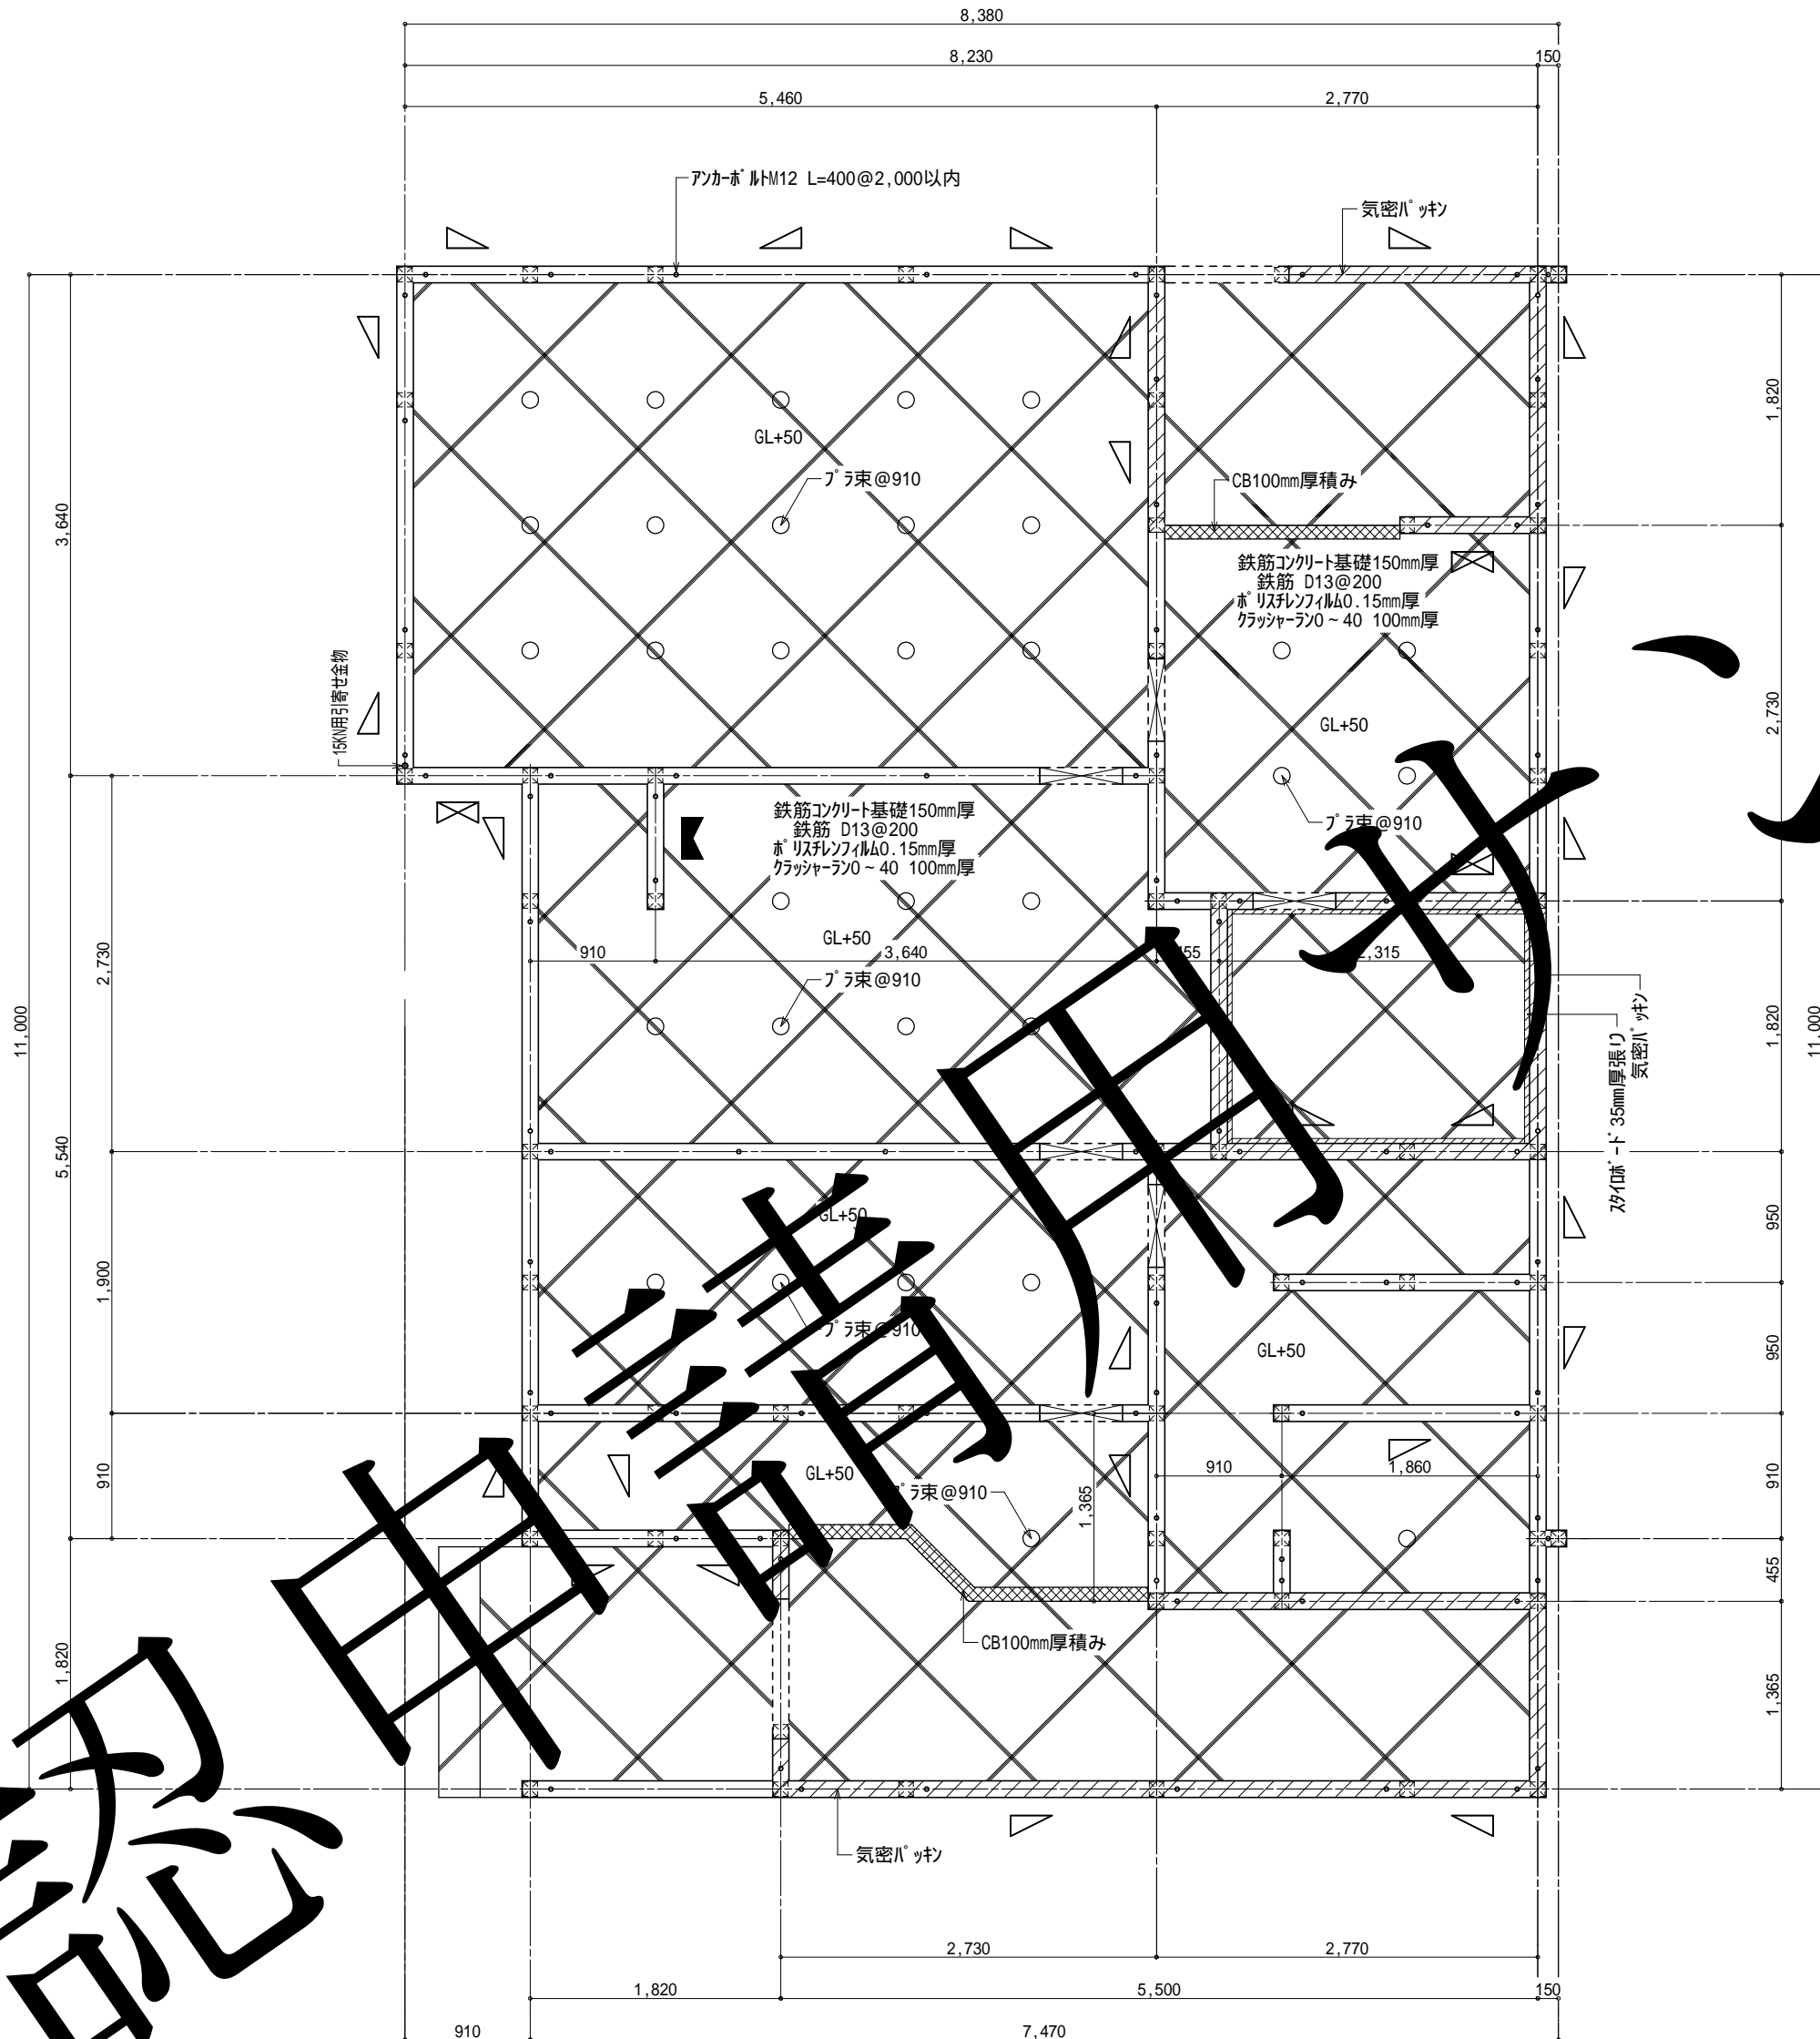 8,380
8,230
150
5,460
2,770
アンカーボルトM12 L=400@2,000以内
気密パッキン
GL+50
プラ束@910
CB100mm厚積み
鉄筋コンクリート基礎150mm厚
鉄筋 D13@200
ポリスチレンフィルム0.15mm厚
クラッシャーラン0～40 100mm厚
GL+50
プラ束@910
15KN用引寄せ金物
鉄筋コンクリート基礎150mm厚
鉄筋 D13@200
ポリスチレンフィルム0.15mm厚
クラッシャーラン0～40 100mm厚
GL+50
910
3,640
プラ束@910
スタイロボード35mm厚張り
気密パッキン
GL+50
プラ束@910
GL+50
GL+50
プラ束@910
1,365
910
1,860
CB100mm厚積み
気密パッキン
3,640
11,000
2,730
5,540
1,900
910
1,820
1,820
2,730
1,820
11,000
950
950
910
455
1,365
2,730
2,770
1,820
5,500
150
910
7,470
申請用